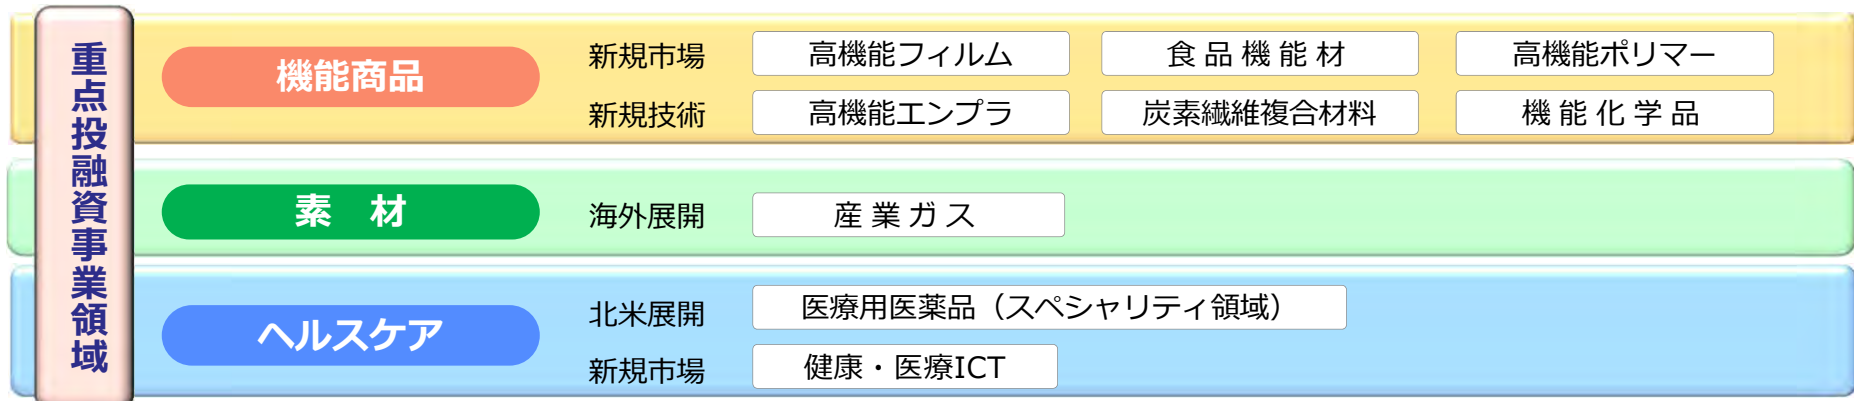 重点投融資事業領域
機能商品
新規市場 高機能フィルム 食品機能材 高機能ポリマー
新規技術 高機能エンプラ 炭素繊維複合材料 機能化学品
素 材
海外展開 産業ガス
ヘルスケア
北米展開 医療用医薬品（スペシャリティ領域）
新規市場 健康・医療ICT